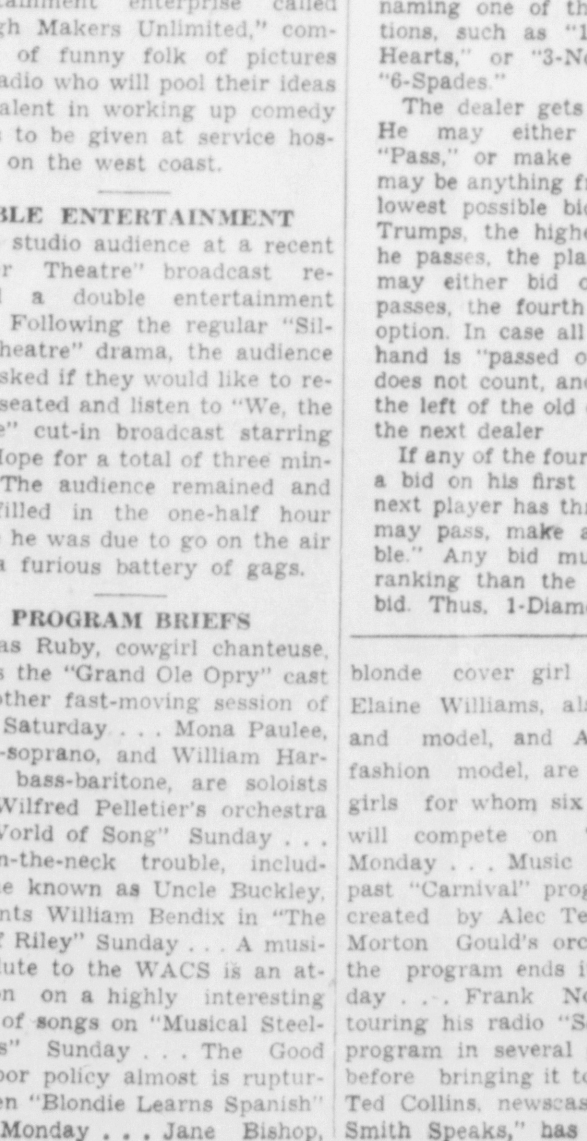 tainment enterprise called
gh Makers Unlimited," com-
of funny folk of pictures
adio who will pool their ideas
alent in working up comedy
to be given at service hos-
on the west coast.
BLE ENTERTAINMENT
studio audience at a recent
r Theatre" broadcast re-
a double entertainment
Following the regular "Sil-
heatre" drama, the audience
sked if they would like to re-
seated and listen to "We, the
e" cut-in broadcast starring
Hope for a total of three min-
The audience remained and
filled in the one-half hour
he was due to go on the air
a furious battery of gags.
PROGRAM BRIEFS
as Ruby, cowgirl chanteuse,
s the "Grand Ole Opry" cast
other fast-moving session of
Saturday . . . Mona Paulee,
-soprano, and William Har-
bass-baritone, are soloists
Wilfred Pelletier's orchestra
World of Song" Sunday . . .
n-the-neck trouble, includ-
e known as Uncle Buckley,
nts William Bendix in "The
f Riley" Sunday . . . A musi-
lute to the WACS is an at-
on on a highly interesting
of songs on "Musical Steel-
s" Sunday . . . The Good
bor policy almost is ruptur-
en "Blondie Learns Spanish"
Monday . . . Jane Bishop,
naming one of th
tions, such as "1
Hearts," or "3-No
"6-Spades."
The dealer gets
He may either
"Pass," or make
may be anything fr
lowest possible bid
Trumps, the highe
he passes, the pla
may either bid o
passes, the fourth
option. In case all
hand is "passed o
does not count, an
the left of the old
the next dealer
If any of the four
a bid on his first
next player has th
may pass, make a
ble." Any bid mu
ranking than the
bid. Thus, 1-Diam
blonde cover girl
Elaine Williams, als
and model, and A
fashion model, are
girls for whom six
will compete on
Monday . . . Music
past "Carnival" prog
created by Alec Te
Morton Gould's orc
the program ends i
day . . . Frank No
touring his radio "S
program in several
before bringing it to
Ted Collins, newscas
Smith Speaks," has